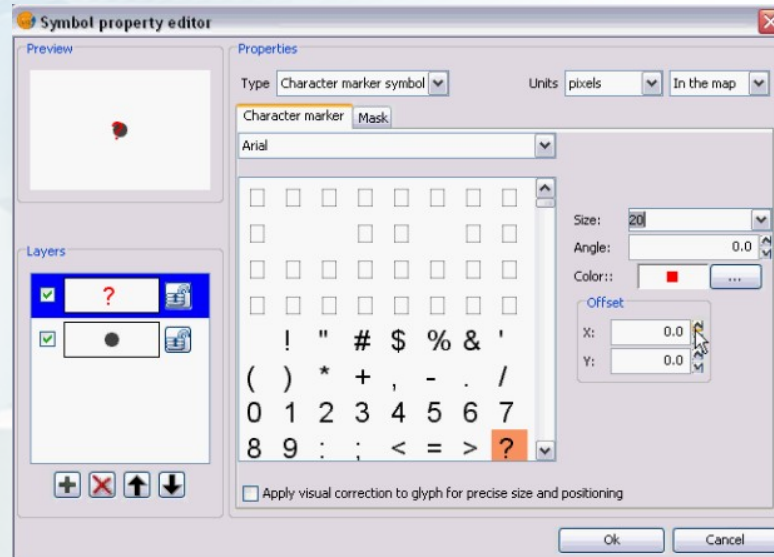 Symbol property editor
Preview
?
Layers
?
Properties
Type Character marker symbol Units pixels In the map
Character marker Mask
Arial
! " # $ % & '
( ) * + , - . /
0 1 2 3 4 5 6 7
8 9 : ; < = > ?
Size: 20
Angle: 0.0
Color:: ...
Offset
X: 0.0
Y: 0.0
Apply visual correction to glyph for precise size and positioning
Ok Cancel